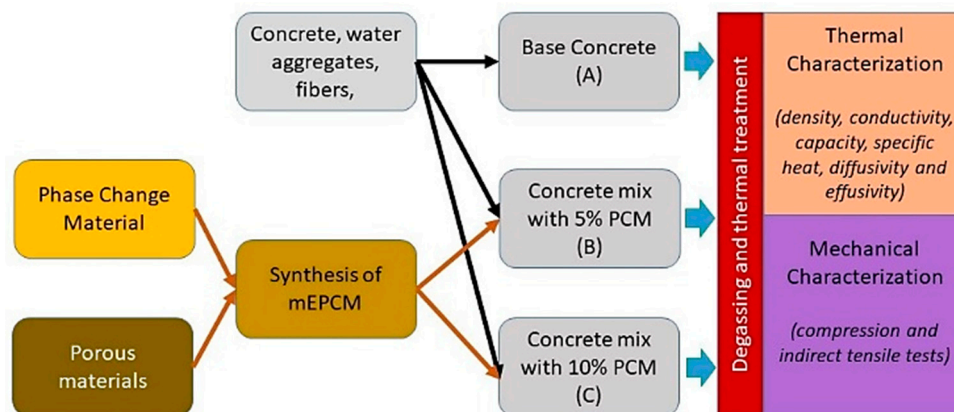 Concrete, water
aggregates,
fibers,
Base Concrete
(A)
Phase Change
Material
Synthesis of
mEPCM
Porous
materials
Concrete mix
with 5% PCM
(B)
Concrete mix
with 10% PCM
(C)
Degassing and thermal treatment
Thermal
Characterization
(density, conductivity,
capacity, specific
heat, diffusivity and
effusivity)
Mechanical
Characterization
(compression and
indirect tensile tests)